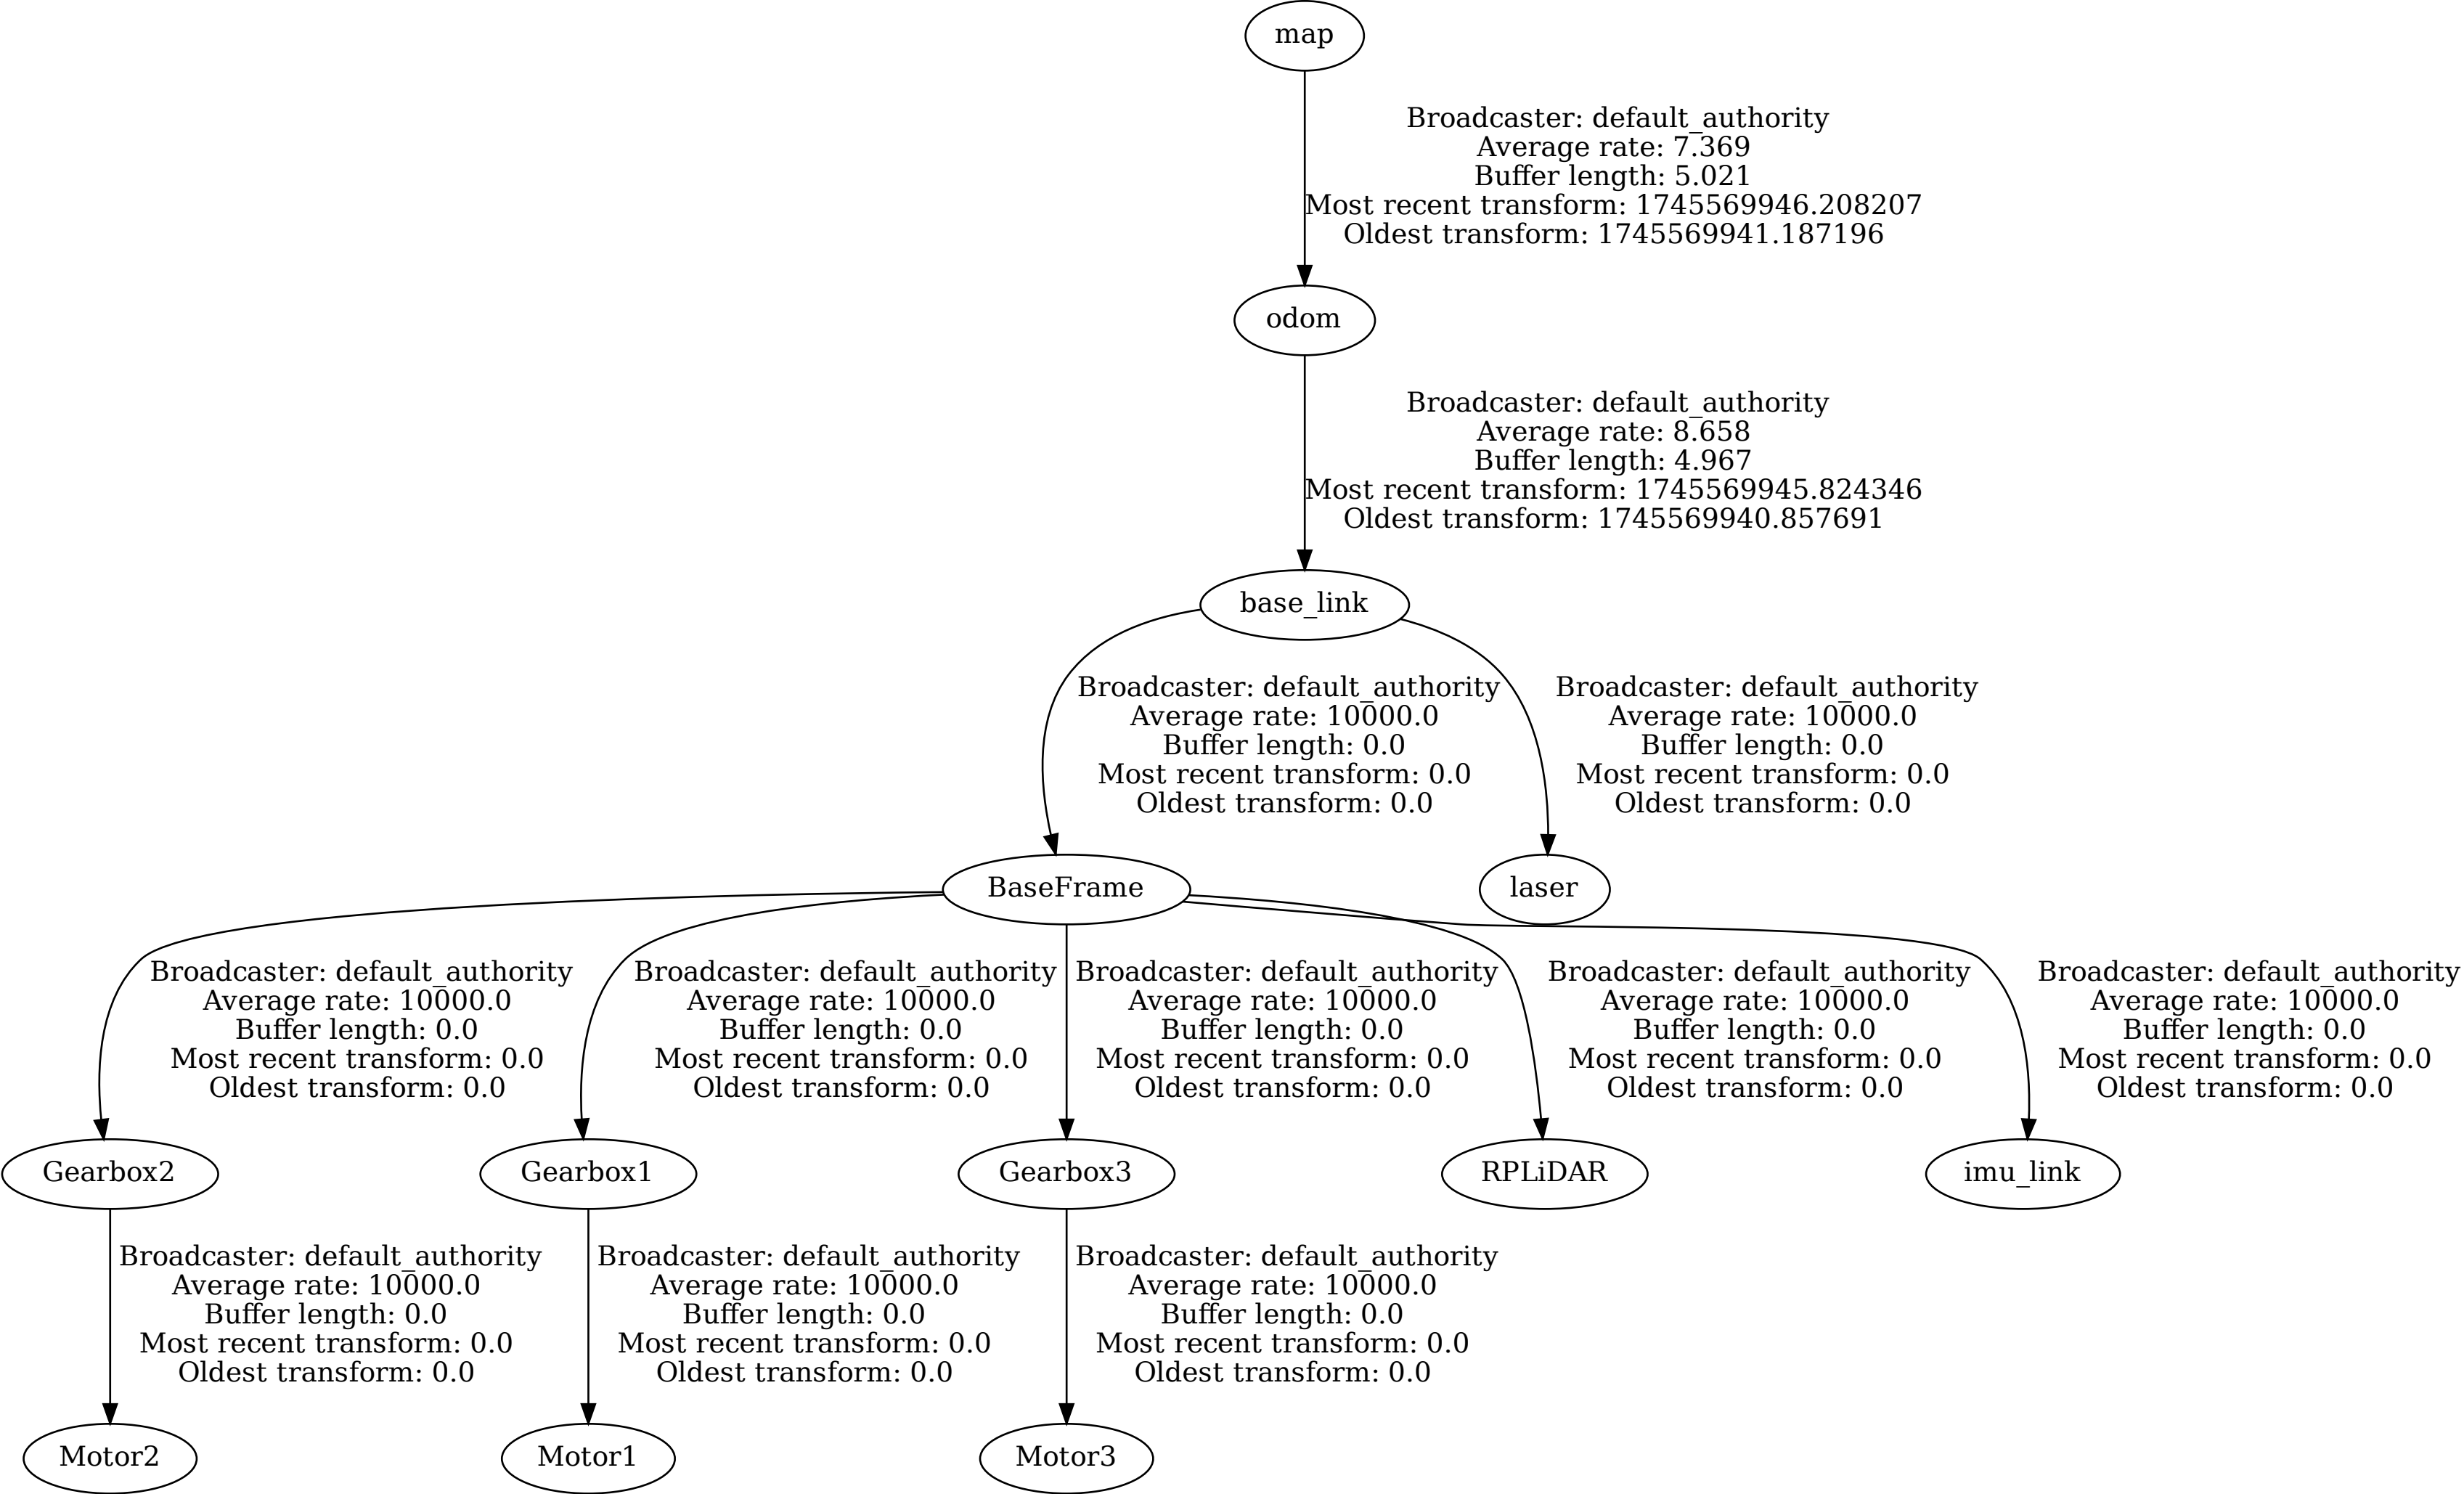 map
Broadcaster: default_authority
Average rate: 7.369
Buffer length: 5.021
Most recent transform: 1745569946.208207
Oldest transform: 1745569941.187196
odom
Broadcaster: default_authority
Average rate: 8.658
Buffer length: 4.967
Most recent transform: 1745569945.824346
Oldest transform: 1745569940.857691
base_link
Broadcaster: default_authority
Average rate: 10000.0
Buffer length: 0.0
Most recent transform: 0.0
Oldest transform: 0.0
Broadcaster: default_authority
Average rate: 10000.0
Buffer length: 0.0
Most recent transform: 0.0
Oldest transform: 0.0
BaseFrame
laser
Broadcaster: default_authority
Average rate: 10000.0
Buffer length: 0.0
Most recent transform: 0.0
Oldest transform: 0.0
Broadcaster: default_authority
Average rate: 10000.0
Buffer length: 0.0
Most recent transform: 0.0
Oldest transform: 0.0
Broadcaster: default_authority
Average rate: 10000.0
Buffer length: 0.0
Most recent transform: 0.0
Oldest transform: 0.0
Broadcaster: default_authority
Average rate: 10000.0
Buffer length: 0.0
Most recent transform: 0.0
Oldest transform: 0.0
Broadcaster: default_authority
Average rate: 10000.0
Buffer length: 0.0
Most recent transform: 0.0
Oldest transform: 0.0
Gearbox2
Gearbox1
Gearbox3
RPLiDAR
imu_link
Broadcaster: default_authority
Average rate: 10000.0
Buffer length: 0.0
Most recent transform: 0.0
Oldest transform: 0.0
Broadcaster: default_authority
Average rate: 10000.0
Buffer length: 0.0
Most recent transform: 0.0
Oldest transform: 0.0
Broadcaster: default_authority
Average rate: 10000.0
Buffer length: 0.0
Most recent transform: 0.0
Oldest transform: 0.0
Motor2
Motor1
Motor3